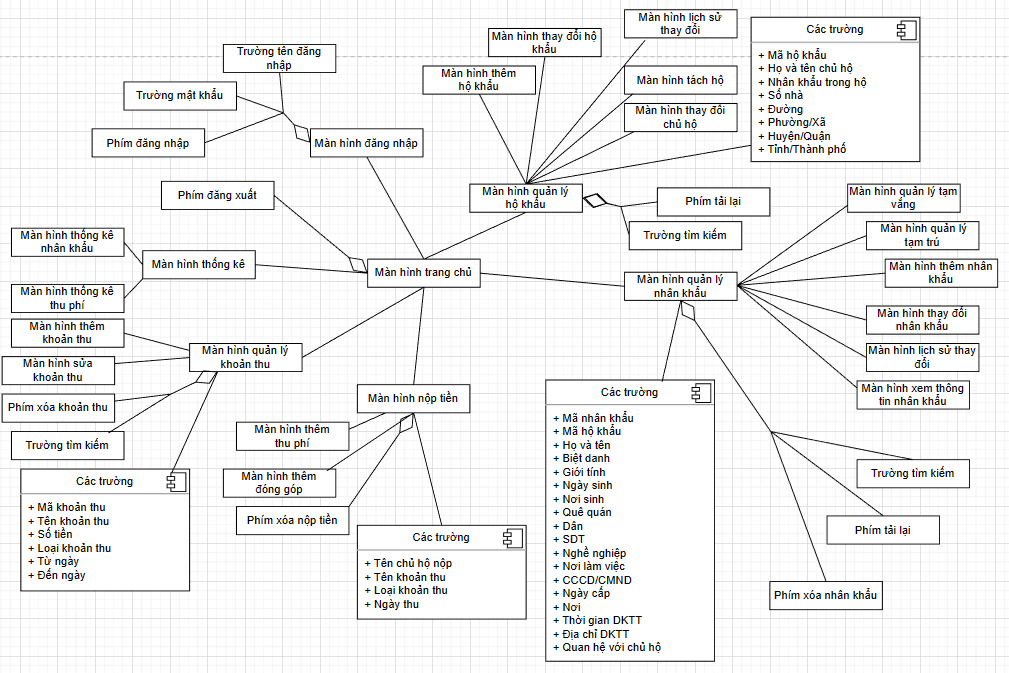 Màn hình lịch sử
thay đổi
Màn hình thay đổi hộ
khẩu
Màn hình thêm
hộ khẩu
Màn hình tách hộ
Màn hình thay đổi
chủ hộ
Các trường
+ Mã hộ khẩu
+ Họ và tên chủ hộ
+ Nhân khẩu trong hộ
+ Số nhà
+ Đường
+ Phường/Xã
+ Huyện/Quận
+ Tỉnh/Thành phố
Trường tên đăng
nhập
Trường mật khẩu
Phím đăng nhập
Màn hình đăng nhập
Phím đăng xuất
Màn hình quản lý
hộ khẩu
Phím tải lại
Trường tìm kiếm
Màn hình quản lý tạm
vắng
Màn hình quản lý
tạm trú
Màn hình thêm nhân
khẩu
Màn hình thay đổi
nhân khẩu
Màn hình lịch sử thay
đổi
Màn hình xem thông
tin nhân khẩu
Màn hình thống kê
nhân khẩu
Màn hình thống kê
Màn hình thống kê
thu phí
Màn hình trang chủ
Màn hình quản lý
nhân khẩu
Màn hình thêm
khoản thu
Màn hình sửa
khoản thu
Phím xóa khoản thu
Trường tìm kiếm
Màn hình quản lý
khoản thu
Màn hình nộp tiền
Màn hình thêm
thu phí
Màn hình thêm
đóng góp
Phím xóa nộp tiền
Các trường
+ Mã khoản thu
+ Tên khoản thu
+ Số tiền
+ Loại khoản thu
+ Từ ngày
+ Đến ngày
Các trường
+ Tên chủ hộ nộp
+ Tên khoản thu
+ Loại khoản thu
+ Ngày thu
Các trường
+ Mã nhân khẩu
+ Mã hộ khẩu
+ Họ và tên
+ Biệt danh
+ Giới tính
+ Ngày sinh
+ Nơi sinh
+ Quê quán
+ Dân
+ SDT
+ Nghề nghiệp
+ Nơi làm việc
+ CCCD/CMND
+ Ngày cấp
+ Nơi
+ Thời gian DKTT
+ Địa chỉ DKTT
+ Quan hệ với chủ hộ
Trường tìm kiếm
Phím tải lại
Phím xóa nhân khẩu